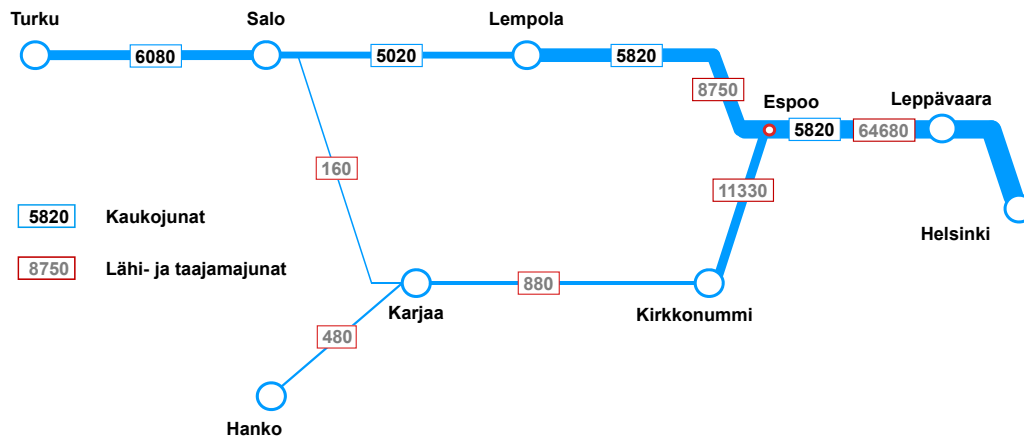 Turku
Salo
Lempola
6080
5020
5820
8750
Espoo
Leppävaara
5820
64680
160
11330
5820
Kaukojunat
Helsinki
8750
Lähi- ja taajamajunat
880
Karjaa
Kirkkonummi
480
Hanko